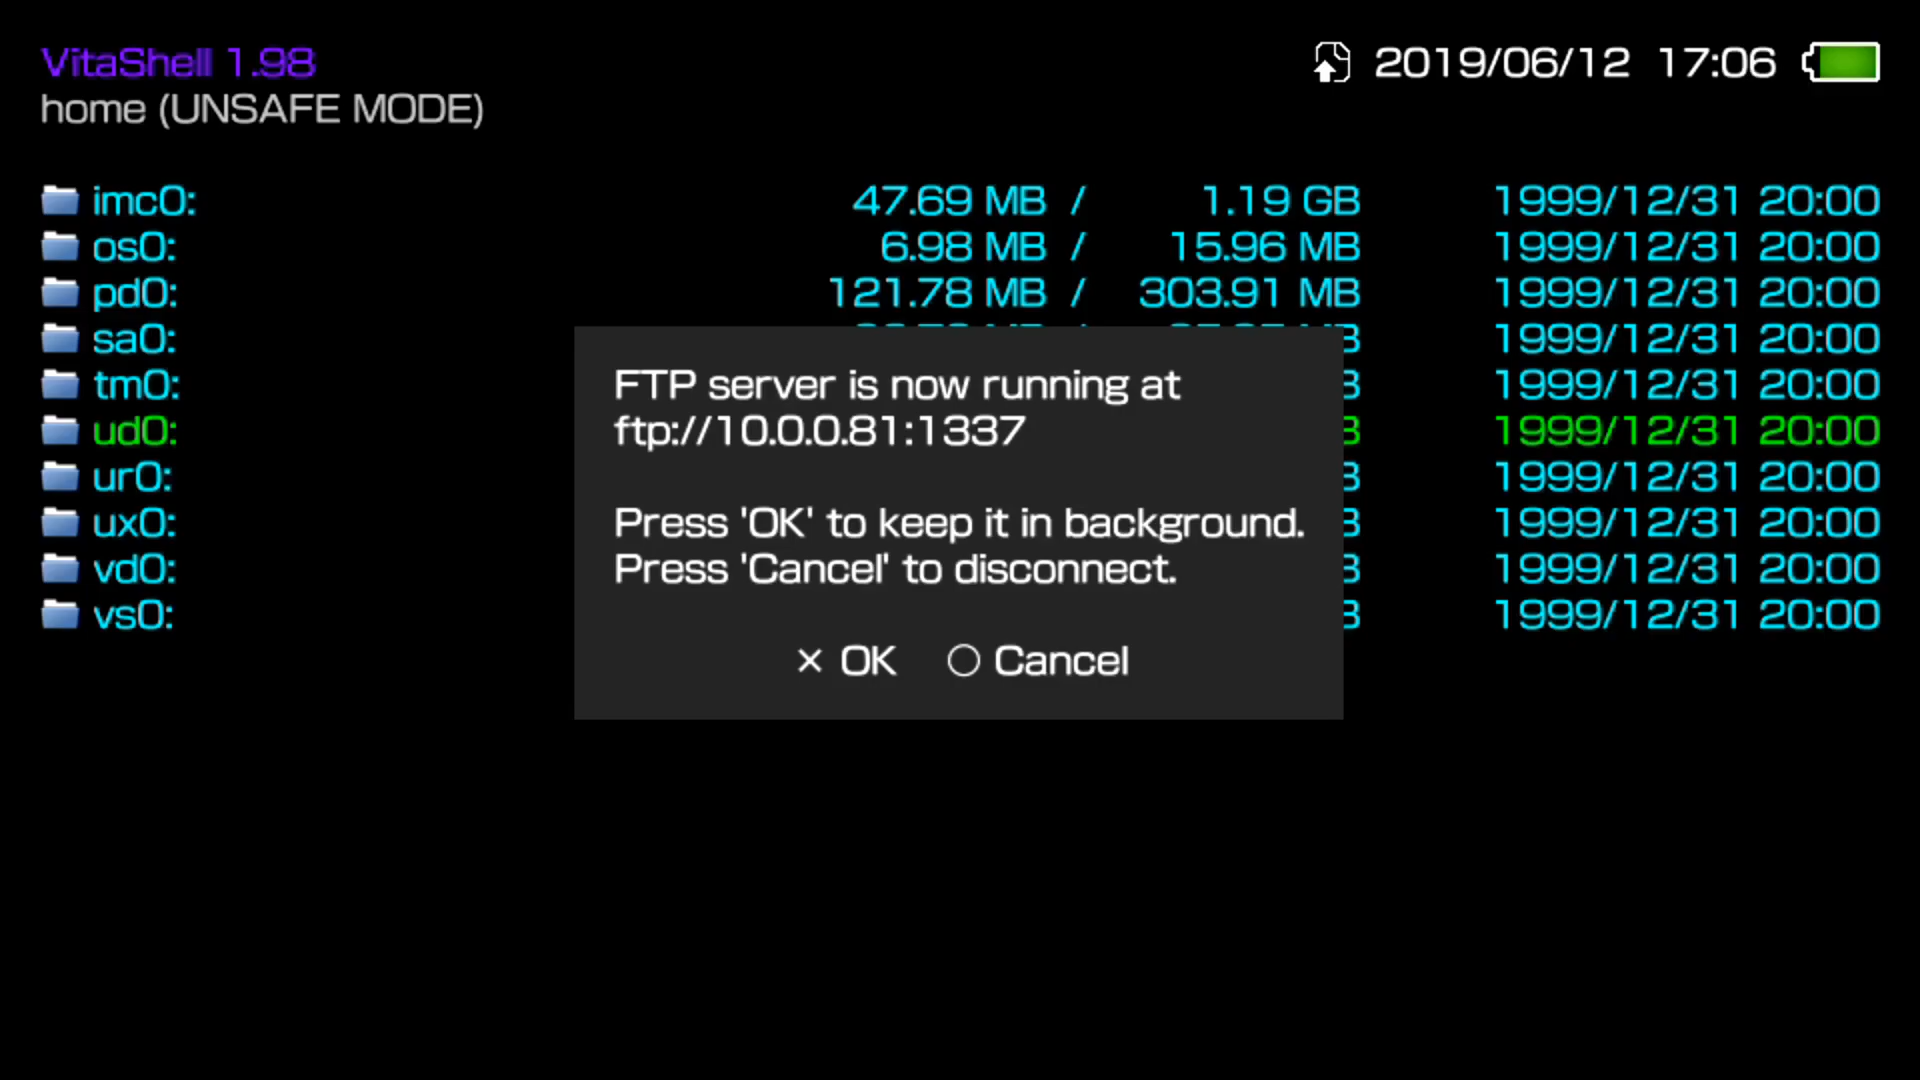 VitaShell 1.98
2019/06/12 17:06
home (UNSAFE MODE)
imc0: 47.69 MB / 1.19 GB 1999/12/31 20:00
os0: 6.98 MB / 15.96 MB 1999/12/31 20:00
pd0: 121.78 MB / 303.91 MB 1999/12/31 20:00
sa0: 1999/12/31 20:00
tm0: 1999/12/31 20:00
ud0: 1999/12/31 20:00
ur0: 1999/12/31 20:00
ux0: 1999/12/31 20:00
vd0: 1999/12/31 20:00
vs0: 1999/12/31 20:00
FTP server is now running at
ftp://10.0.0.81:1337
Press 'OK' to keep it in background.
Press 'Cancel' to disconnect.
× OK ○ Cancel